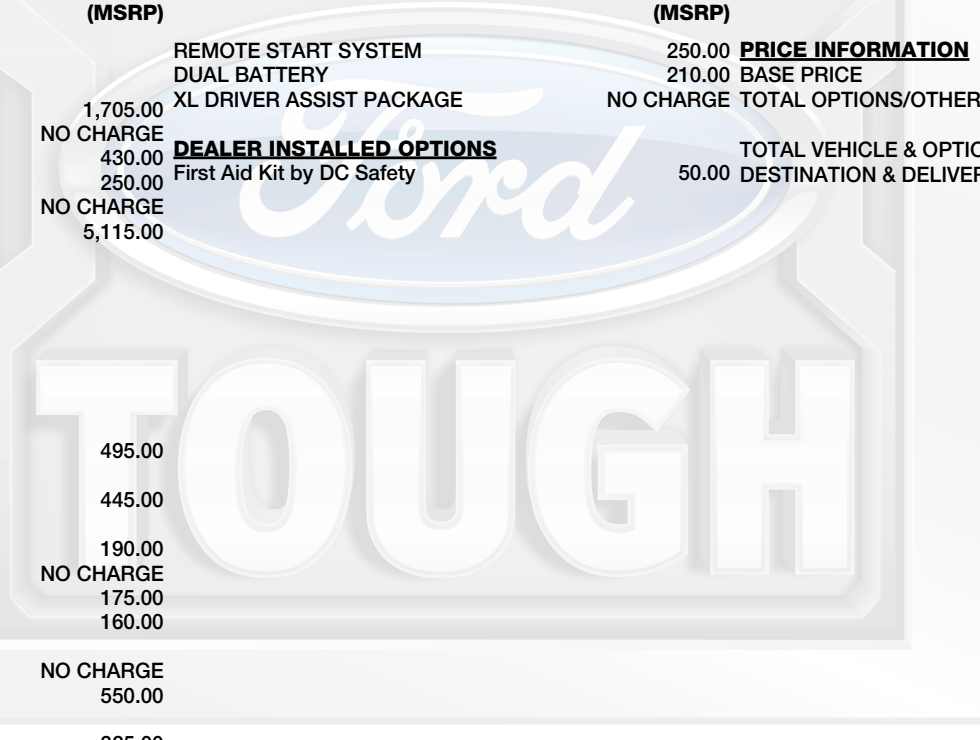 (MSRP)
1,705.00
NO CHARGE
430.00
250.00
NO CHARGE
5,115.00
495.00
445.00
190.00
NO CHARGE
175.00
160.00
NO CHARGE
550.00
(MSRP)
REMOTE START SYSTEM 250.00
DUAL BATTERY 210.00
XL DRIVER ASSIST PACKAGE NO CHARGE
DEALER INSTALLED OPTIONS
First Aid Kit by DC Safety 50.00
PRICE INFORMATION
BASE PRICE
TOTAL OPTIONS/OTHER
TOTAL VEHICLE & OPTIO
DESTINATION & DELIVER
Ford
TOUGH